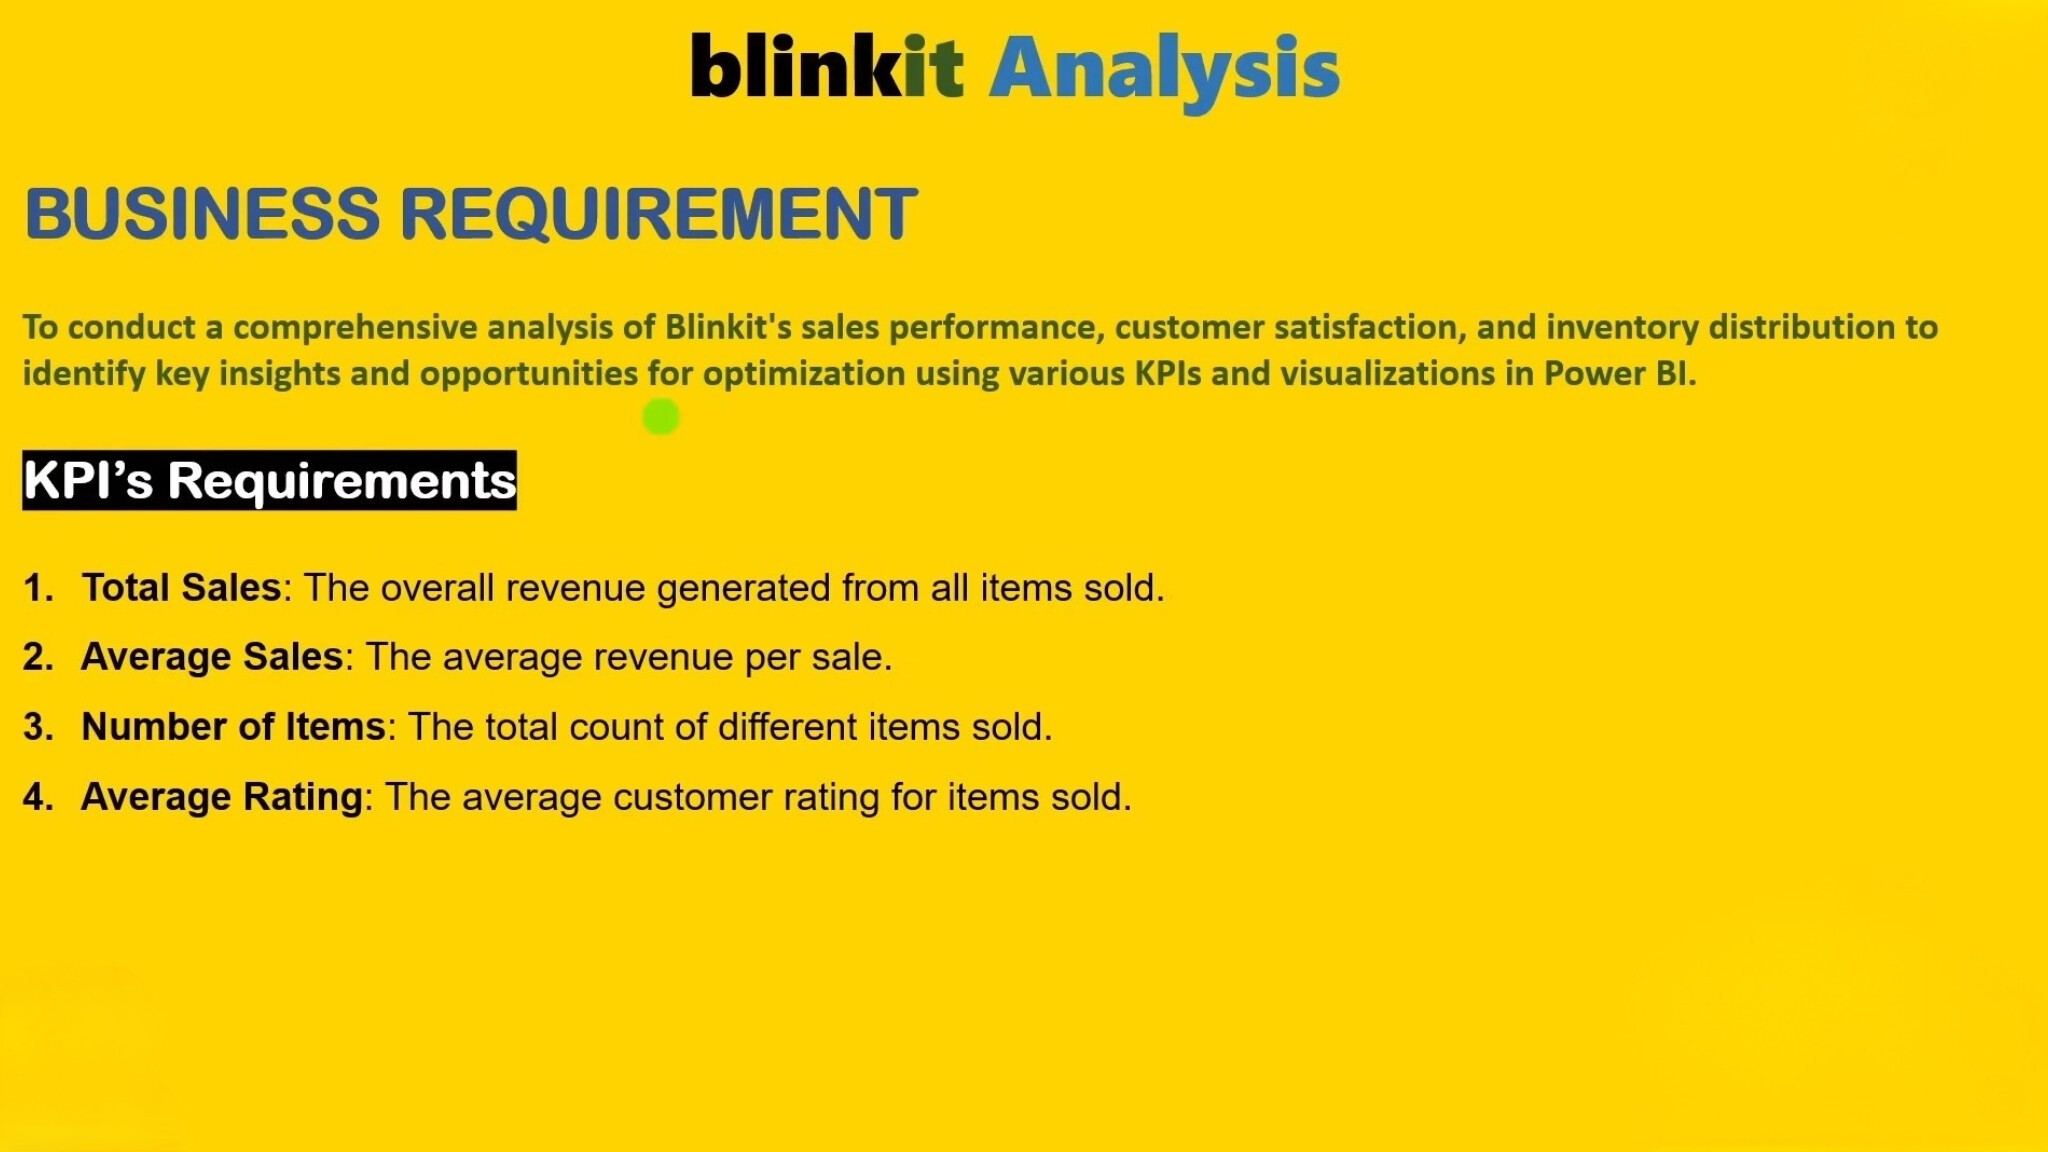 blinkit Analysis
BUSINESS REQUIREMENT
To conduct a comprehensive analysis of Blinkit's sales performance, customer satisfaction, and inventory distribution to
identify key insights and opportunities for optimization using various KPIs and visualizations in Power BI.
KPI’s Requirements
1. Total Sales: The overall revenue generated from all items sold.
2. Average Sales: The average revenue per sale.
3. Number of Items: The total count of different items sold.
4. Average Rating: The average customer rating for items sold.